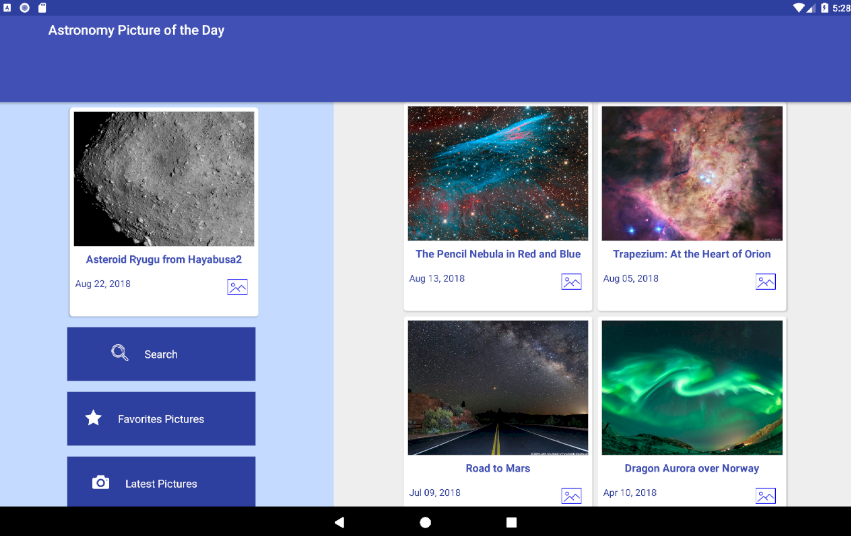 5:28
Astronomy Picture of the Day
Asteroid Ryugu from Hayabusa2
Aug 22, 2018
Search
Favorites Pictures
Latest Pictures
The Pencil Nebula in Red and Blue
Aug 13, 2018
Trapezium: At the Heart of Orion
Aug 05, 2018
Road to Mars
Jul 09, 2018
Dragon Aurora over Norway
Apr 10, 2018